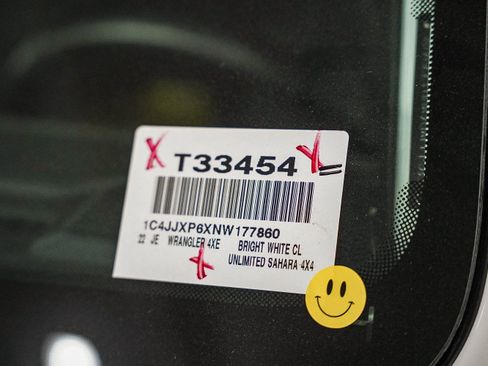 T33454
1C4JJXP6XNW177860
22 JE WRANGLER 4XE BRIGHT WHITE CL
UNLIMITED SAHARA 4X4